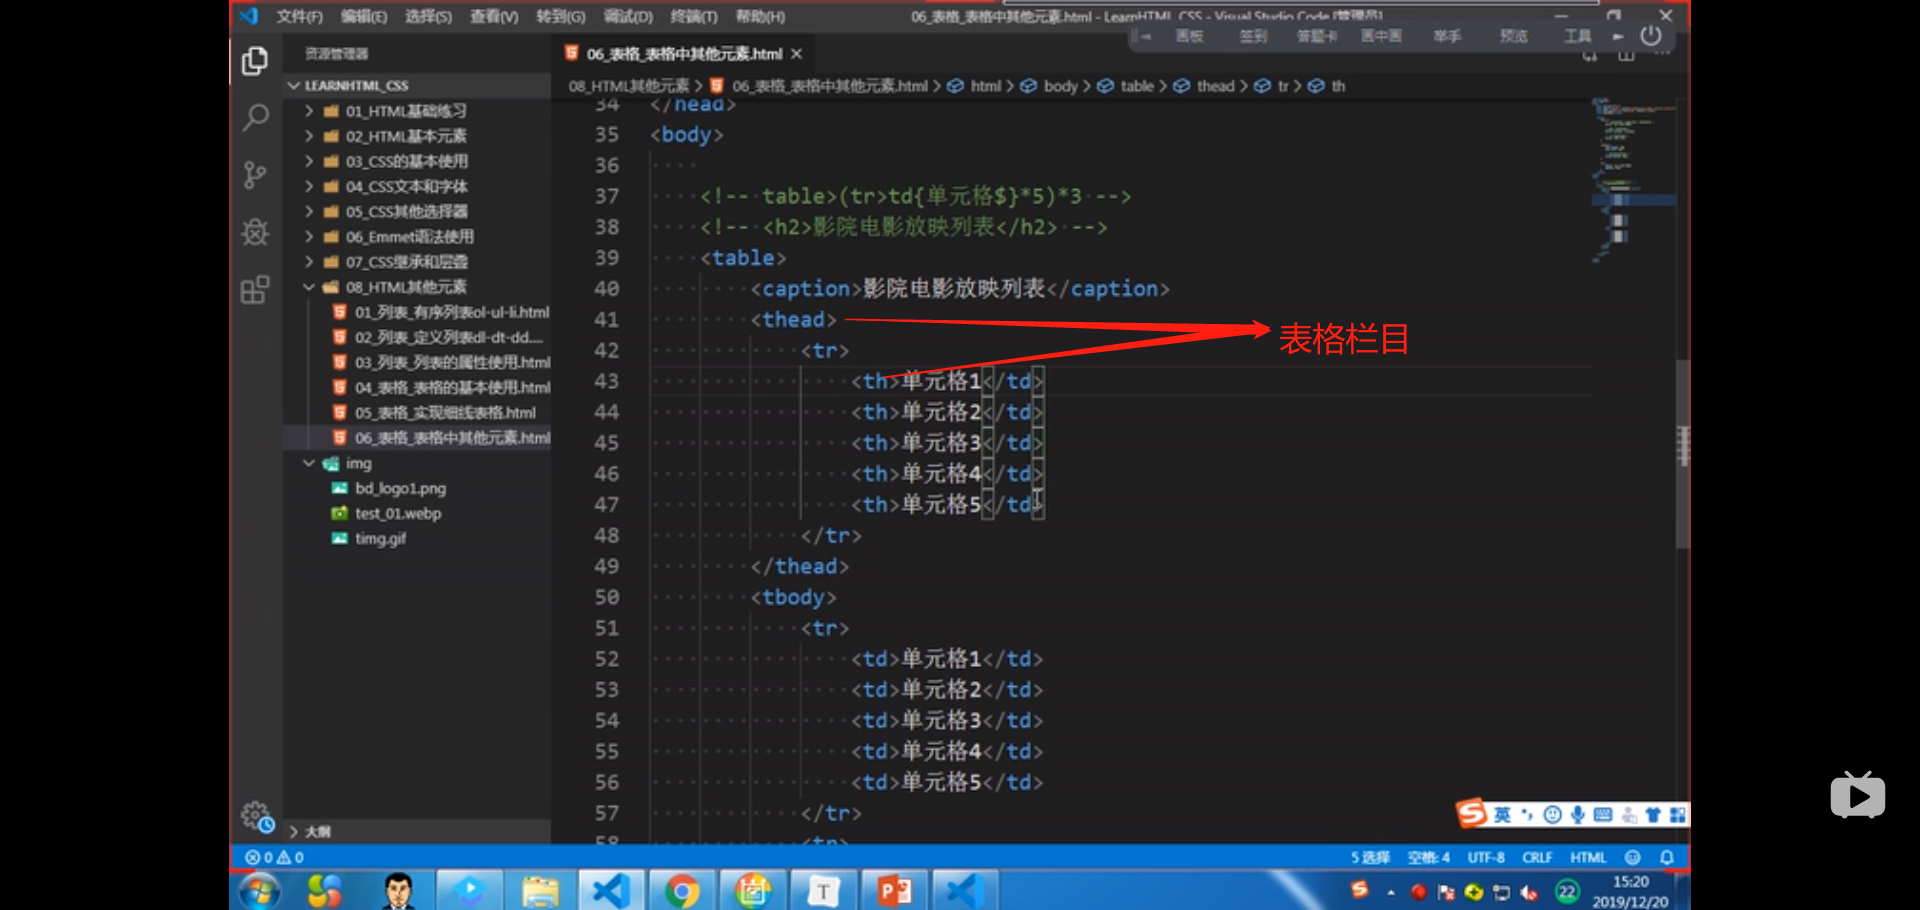 文件(F) 编辑(E) 选择(S) 查看(V) 转到(G) 调试(D) 终端(T) 帮助(H) 06_表格_表格中其他元素.html - LearnHTML_CSS - Visual Studio Code [管理员]
画板 签到 答题卡 画中画 举手 预览 工具
资源管理器
06_表格_表格中其他元素.html
LEARNHTML_CSS
08_HTML其他元素 > 06_表格_表格中其他元素.html > html > body > table > thead > tr > th
01_HTML基础练习
02_HTML基本元素
03_CSS的基本使用
04_CSS文本和字体
05_CSS其他选择器
06_Emmet语法使用
07_CSS继承和层叠
08_HTML其他元素
01_列表_有序列表ol-ul-li.html
02_列表_定义列表dl-dt-dd....
03_列表_列表的属性使用.html
04_表格_表格的基本使用.html
05_表格_实现细线表格.html
06_表格_表格中其他元素.html
img
bd_logo1.png
test_01.webp
timg.gif
大纲
34 </head>
35 <body>
36
37 <!-- table>(tr>td{单元格$}*5)*3 -->
38 <!-- <h2>影院电影放映列表</h2> -->
39 <table>
40 <caption>影院电影放映列表</caption>
41 <thead>
表格栏目
42 <tr>
43 <th>单元格1</td>
44 <th>单元格2</td>
45 <th>单元格3</td>
46 <th>单元格4</td>
47 <th>单元格5</td>
48 </tr>
49 </thead>
50 <tbody>
51 <tr>
52 <td>单元格1</td>
53 <td>单元格2</td>
54 <td>单元格3</td>
55 <td>单元格4</td>
56 <td>单元格5</td>
57 </tr>
58 <tr>
英
0 0 5 选择 空格: 4 UTF-8 CRLF HTML
22
15:20
2019/12/20